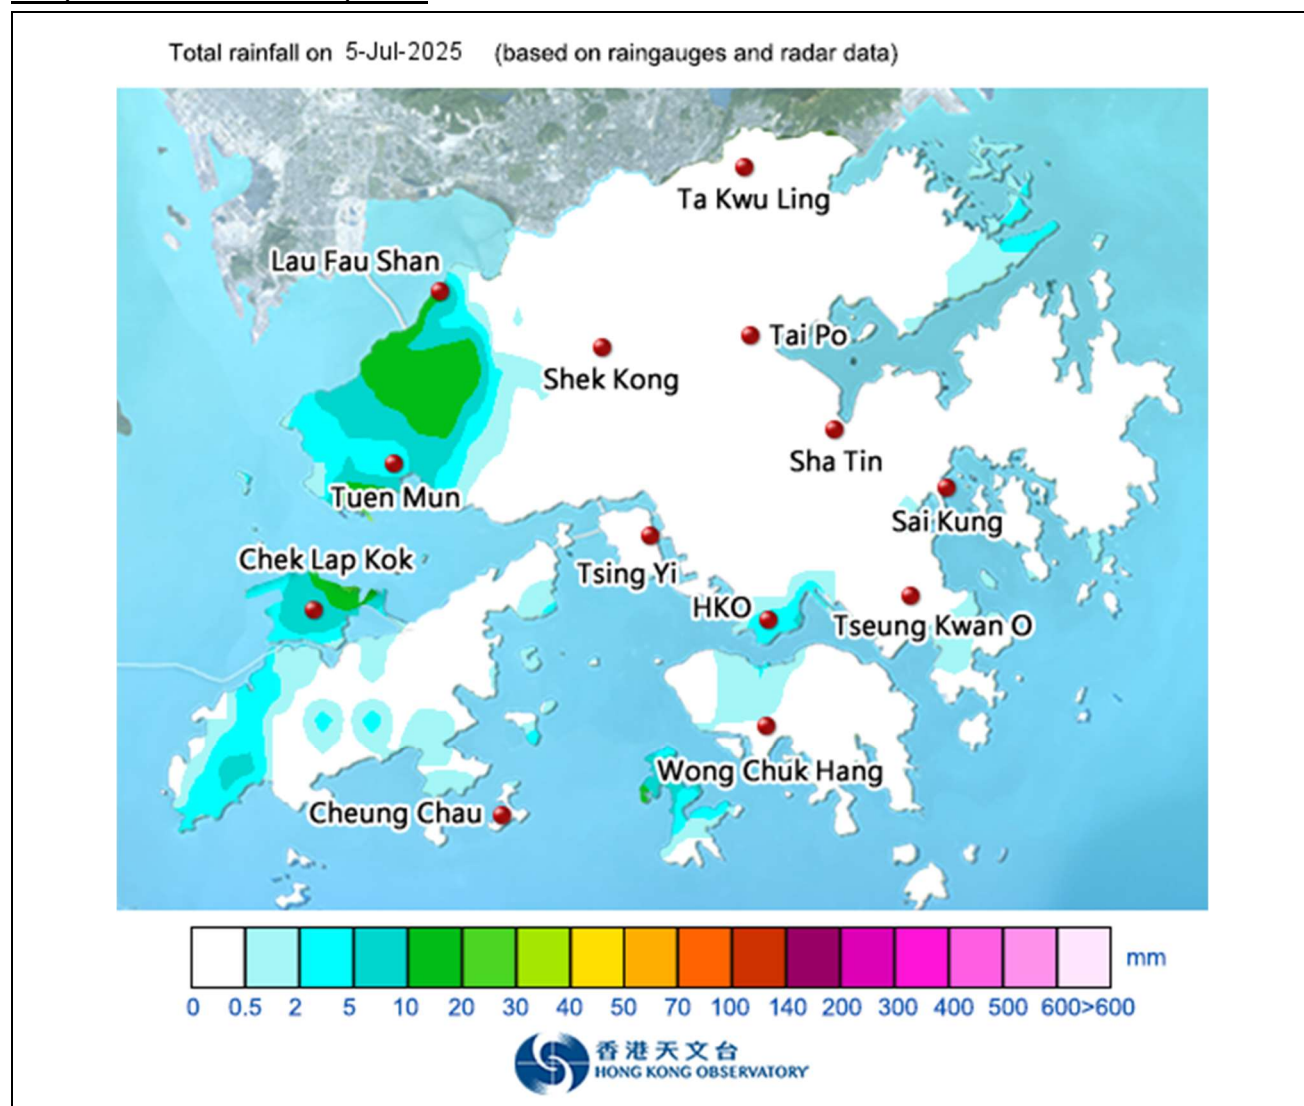 Total rainfall on 5-Jul-2025 (based on raingauges and radar data)
Ta Kwu Ling
Lau Fau Shan
Tai Po
Shek Kong
Sha Tin
Tuen Mun
Sai Kung
Chek Lap Kok
Tsing Yi
HKO
Tseung Kwan O
Wong Chuk Hang
Cheung Chau
mm
0 0.5 2 5 10 20 30 40 50 70 100 140 200 300 400 500 600>600
香港天文台
HONG KONG OBSERVATORY